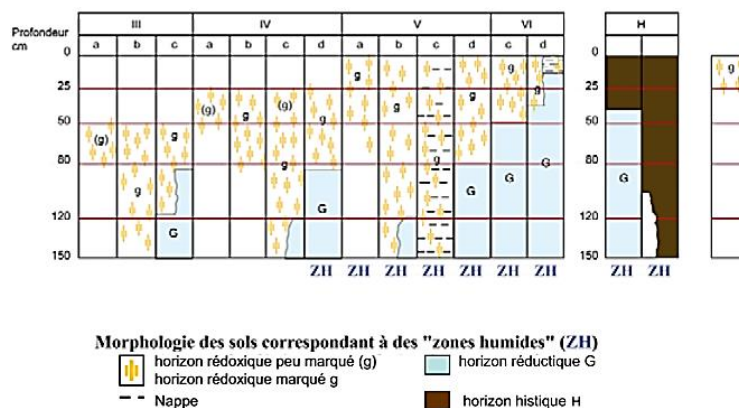 III IV V VI H
Profondeur
cm
a b c a b c d a b c d c d
0 0
g g g
25 25
(g) g (g) g g g g
50 50
(g) g
80 80
g g g G G G G
120 120
G G
150 150
ZH ZH ZH ZH ZH ZH ZH ZH ZH
Morphologie des sols correspondant à des "zones humides" (ZH)
horizon rédoxique peu marqué (g) horizon réductique G
horizon rédoxique marqué g
Nappe horizon histique H